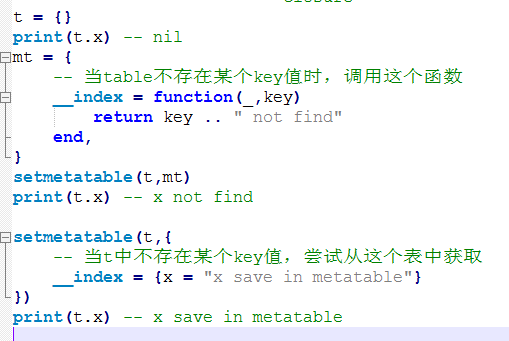 t = {}
print(t.x) -- nil
mt = {
    -- 当table不存在某个key值时，调用这个函数
    __index = function(_,key)
        return key .. " not find"
    end,
}
setmetatable(t,mt)
print(t.x) -- x not find

setmetatable(t,{
    -- 当t中不存在某个key值，尝试从这个表中获取
    __index = {x = "x save in metatable"}
})
print(t.x) -- x save in metatable